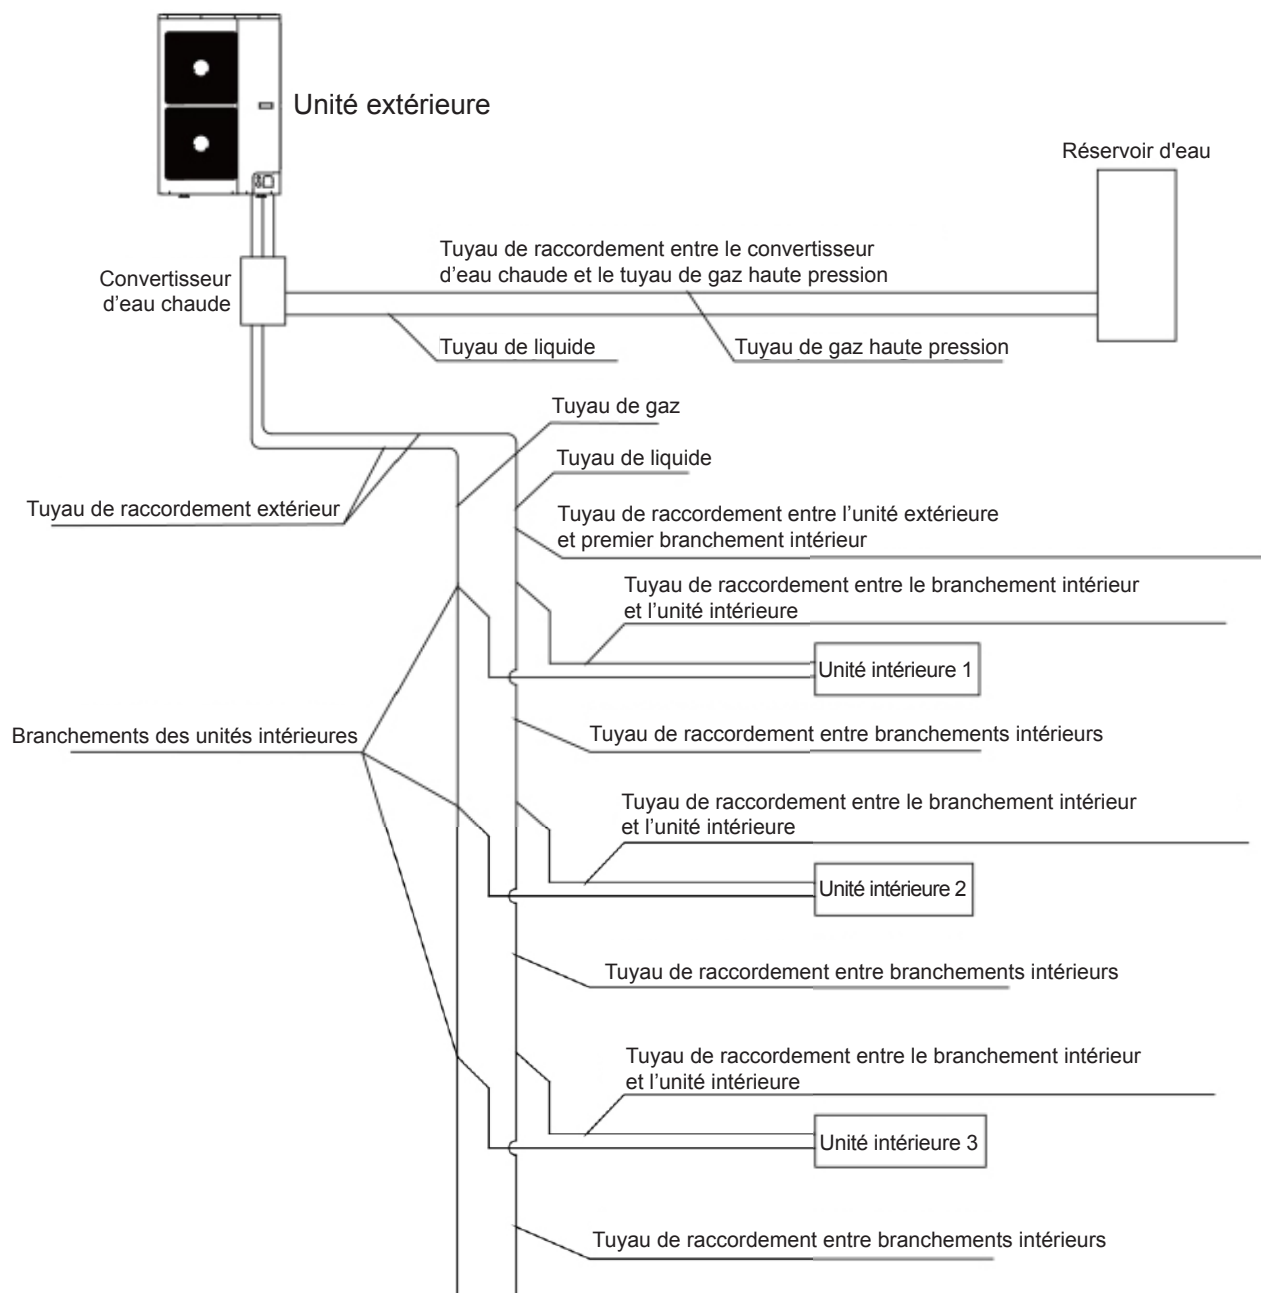 Unité extérieure
Réservoir d'eau
Tuyau de raccordement entre le convertisseur
d’eau chaude et le tuyau de gaz haute pression
Convertisseur
d’eau chaude
Tuyau de liquide
Tuyau de gaz haute pression
Tuyau de gaz
Tuyau de liquide
Tuyau de raccordement extérieur
Tuyau de raccordement entre l’unité extérieure
et premier branchement intérieur
Tuyau de raccordement entre le branchement intérieur
et l’unité intérieure
Unité intérieure 1
Branchements des unités intérieures
Tuyau de raccordement entre branchements intérieurs
Tuyau de raccordement entre le branchement intérieur
et l’unité intérieure
Unité intérieure 2
Tuyau de raccordement entre branchements intérieurs
Tuyau de raccordement entre le branchement intérieur
et l’unité intérieure
Unité intérieure 3
Tuyau de raccordement entre branchements intérieurs